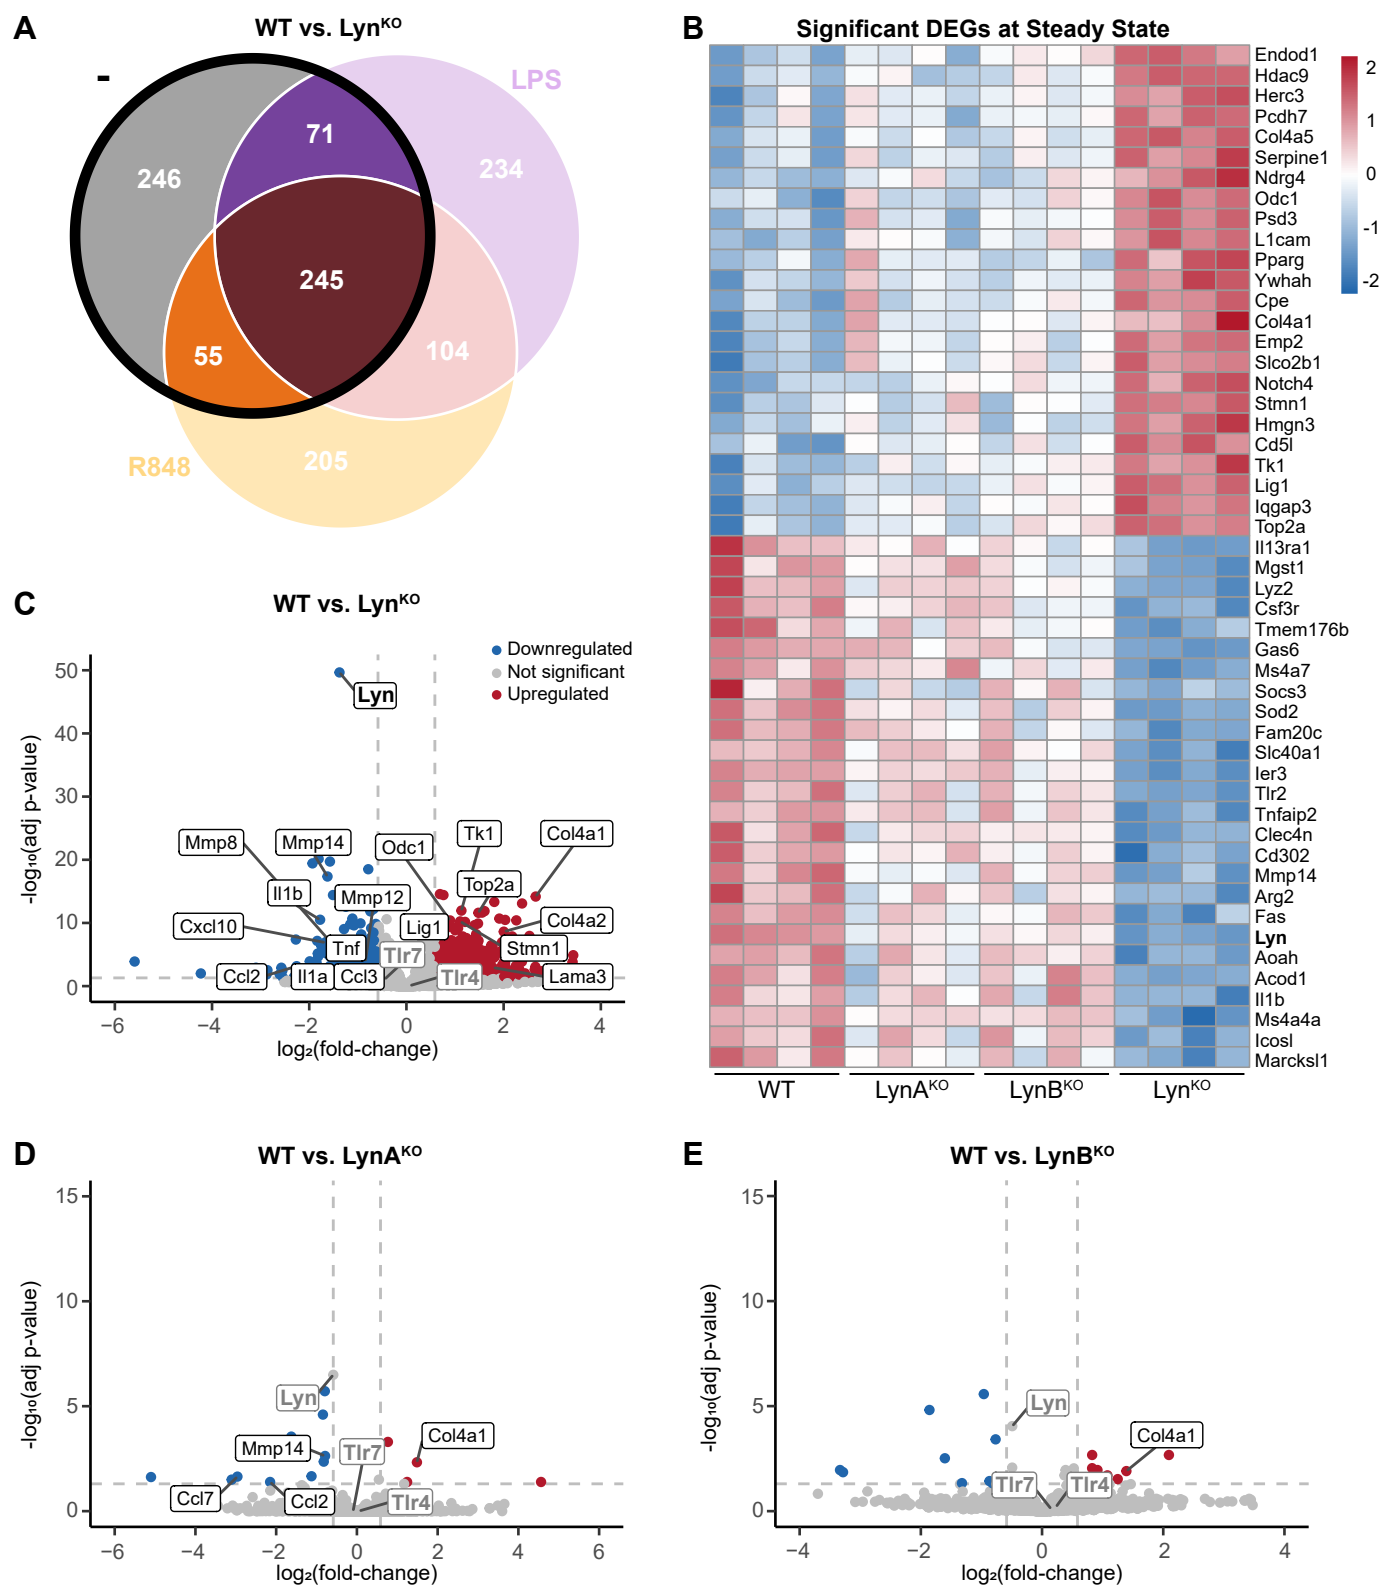 A
WT vs. LynKO
-
LPS
71
246
234
245
55
104
R848
205
B
Significant DEGs at Steady State
Endod1
Hdac9
Herc3
Pcdh7
Col4a5
Serpine1
Ndrg4
Odc1
Psd3
L1cam
Pparg
Ywhah
Cpe
Col4a1
Emp2
Slco2b1
Notch4
Stmn1
Hmgn3
Cd5l
Tk1
Lig1
Iqgap3
Top2a
Il13ra1
Mgst1
Lyz2
Csf3r
Tmem176b
Gas6
Ms4a7
Socs3
Sod2
Fam20c
Slc40a1
Ier3
Tlr2
Tnfaip2
Clec4n
Cd302
Mmp14
Arg2
Fas
Lyn
Aoah
Acod1
Il1b
Ms4a4a
Icosl
Marcksl1
2
1
0
-1
-2
WT
LynAKO
LynBKO
LynKO
C
WT vs. LynKO
Downregulated
Not significant
Upregulated
-log₁₀(adj p-value)
50
40
30
20
10
0
Lyn
Mmp8
Mmp14
Odc1
Tk1
Col4a1
Il1b
Mmp12
Top2a
Cxcl10
Lig1
Col4a2
Tnf
Tlr7
Stmn1
Ccl2
Il1a
Ccl3
Tlr4
Lama3
−6
−4
−2
0
2
4
log₂(fold-change)
D
WT vs. LynAKO
-log₁₀(adj p-value)
15
10
5
0
Lyn
Mmp14
Tlr7
Col4a1
Ccl7
Ccl2
Tlr4
−6
−4
−2
0
2
4
6
log₂(fold-change)
E
WT vs. LynBKO
-log₁₀(adj p-value)
15
10
5
0
Lyn
Col4a1
Tlr7
Tlr4
−4
−2
0
2
4
log₂(fold-change)